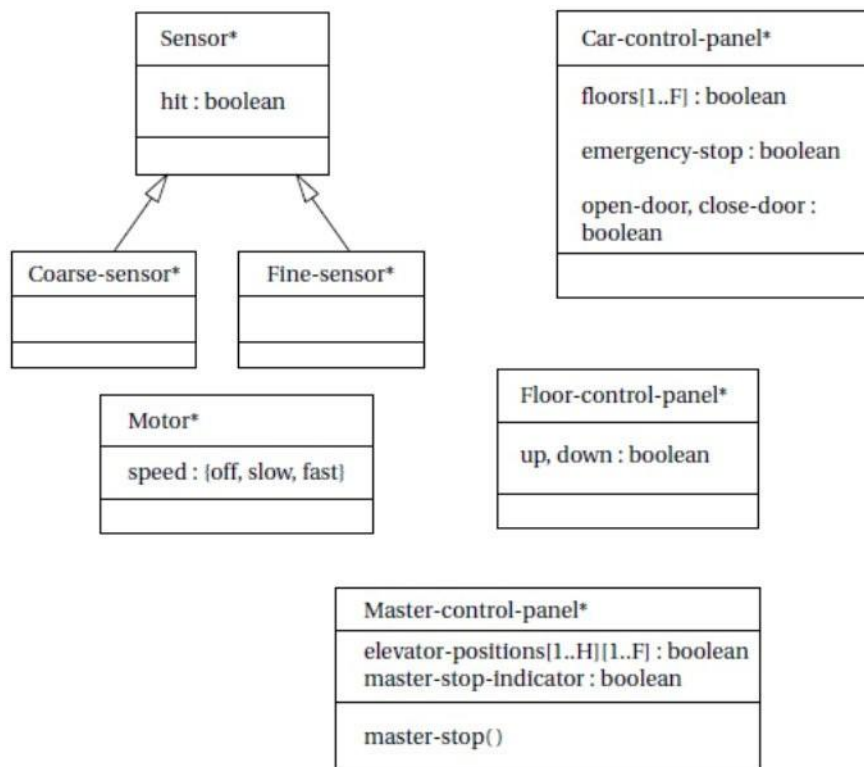 Sensor*
hit : boolean
Coarse-sensor*
Fine-sensor*
Car-control-panel*
floors[1..F] : boolean
emergency-stop : boolean
open-door, close-door :
boolean
Motor*
speed : {off, slow, fast}
Floor-control-panel*
up, down : boolean
Master-control-panel*
elevator-positions[1..H][1..F] : boolean
master-stop-indicator : boolean
master-stop()